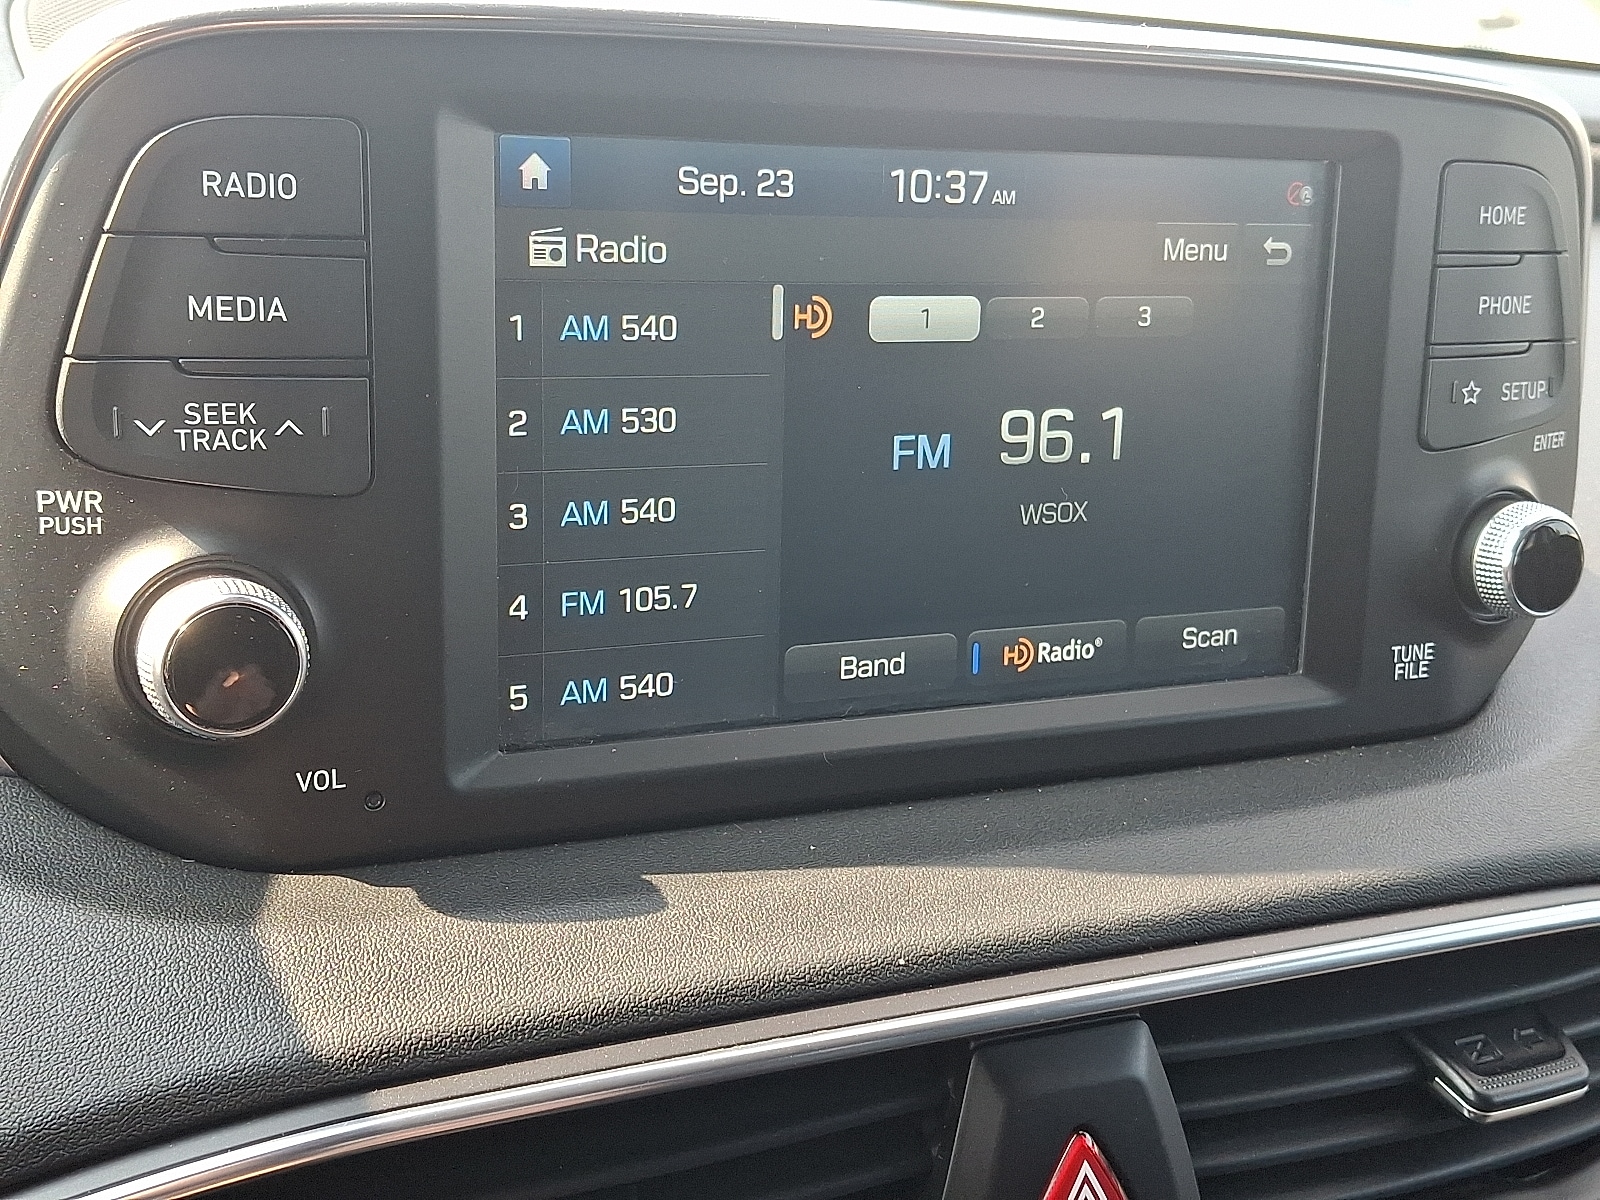 RADIO
MEDIA
SEEK
TRACK
PWR
PUSH
VOL
Sep. 23 10:37 AM
Radio
Menu
1 AM 540
2 AM 530
3 AM 540
4 FM 105.7
5 AM 540
HD 1 2 3
FM 96.1
WSOX
Band
HD Radio®
Scan
HOME
PHONE
SETUP
ENTER
TUNE
FILE